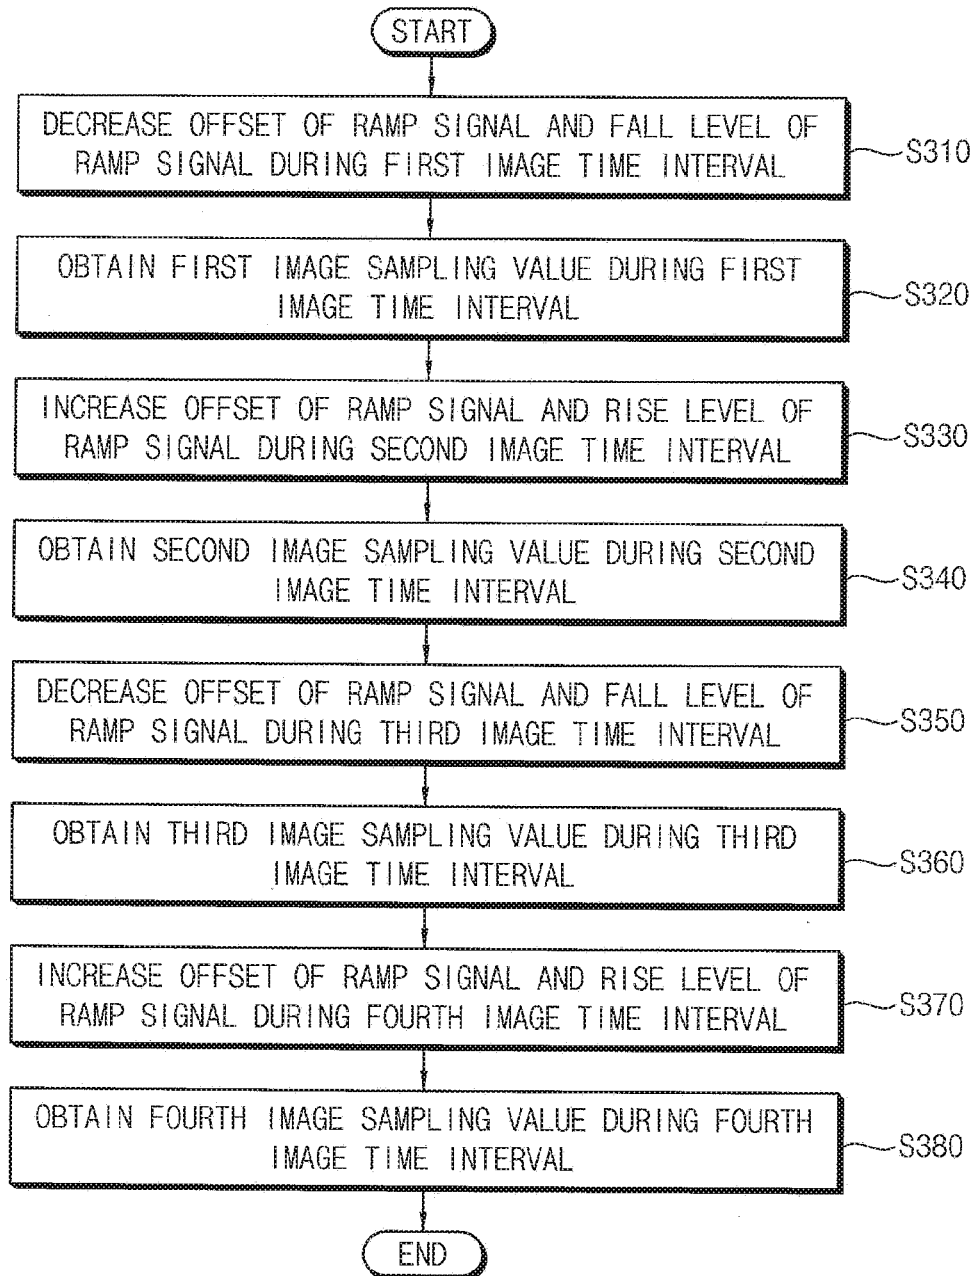 START
DECREASE OFFSET OF RAMP SIGNAL AND FALL LEVEL OF
RAMP SIGNAL DURING FIRST IMAGE TIME INTERVAL
S310
OBTAIN FIRST IMAGE SAMPLING VALUE DURING FIRST
IMAGE TIME INTERVAL
S320
INCREASE OFFSET OF RAMP SIGNAL AND RISE LEVEL OF
RAMP SIGNAL DURING SECOND IMAGE TIME INTERVAL
S330
OBTAIN SECOND IMAGE SAMPLING VALUE DURING SECOND
IMAGE TIME INTERVAL
S340
DECREASE OFFSET OF RAMP SIGNAL AND FALL LEVEL OF
RAMP SIGNAL DURING THIRD IMAGE TIME INTERVAL
S350
OBTAIN THIRD IMAGE SAMPLING VALUE DURING THIRD
IMAGE TIME INTERVAL
S360
INCREASE OFFSET OF RAMP SIGNAL AND RISE LEVEL OF
RAMP SIGNAL DURING FOURTH IMAGE TIME INTERVAL
S370
OBTAIN FOURTH IMAGE SAMPLING VALUE DURING FOURTH
IMAGE TIME INTERVAL
S380
END